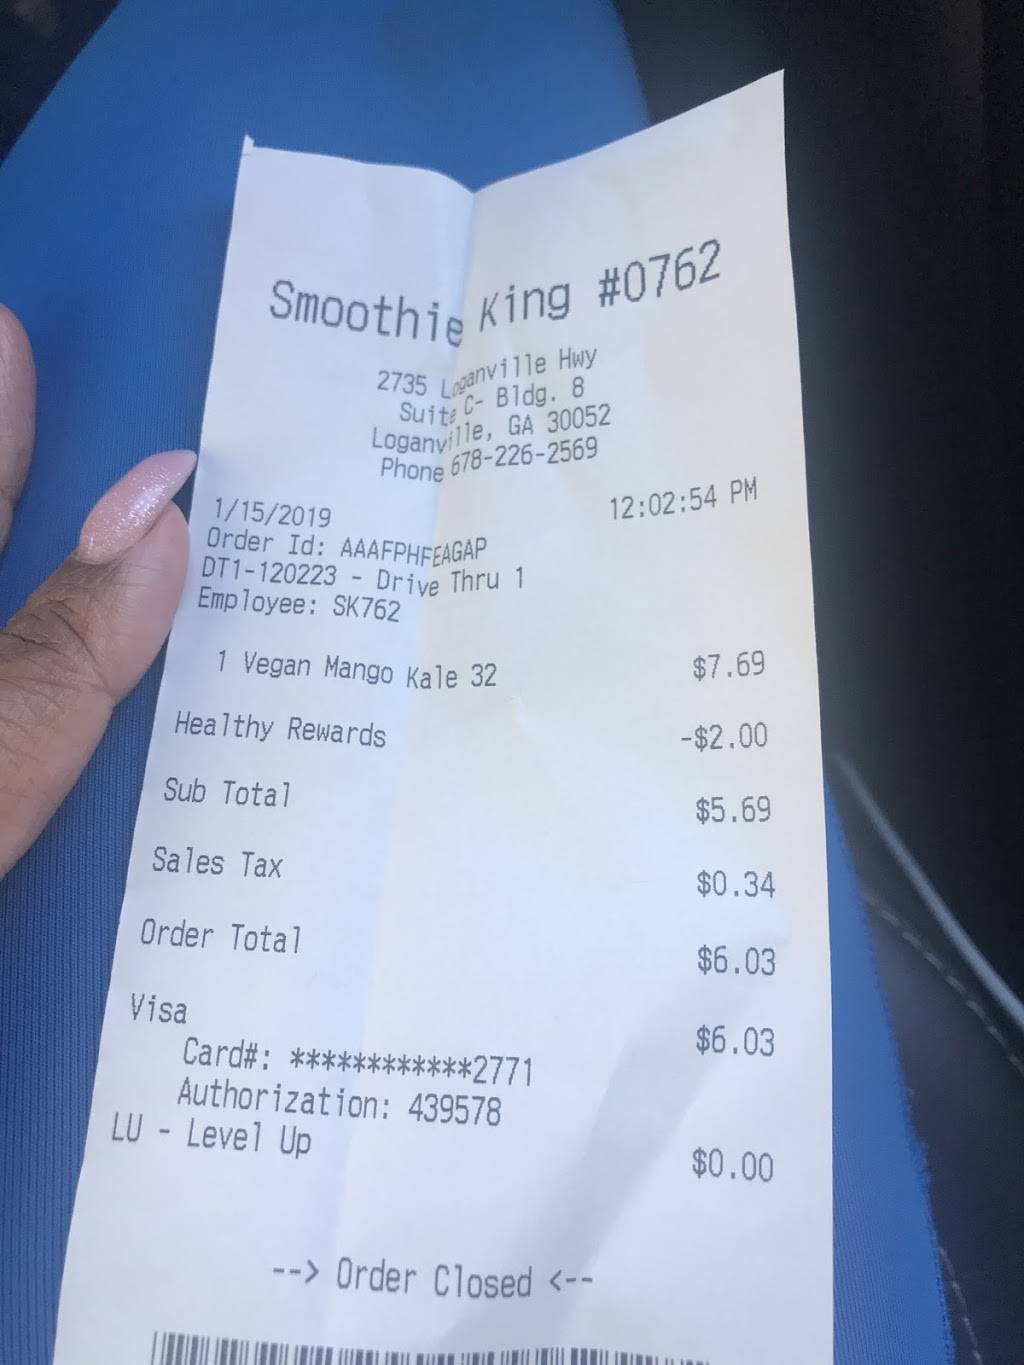 Smoothie King #0762
2735 Loganville Hwy
Suite C- Bldg. 8
Loganville, GA 30052
Phone 678-226-2569
1/15/2019 12:02:54 PM
Order Id: AAAFPHFEAGAP
DT1-120223 - Drive Thru 1
Employee: SK762
1 Vegan Mango Kale 32 $7.69
Healthy Rewards -$2.00
Sub Total $5.69
Sales Tax $0.34
Order Total $6.03
Visa $6.03
Card#: ************2771
Authorization: 439578
LU - Level Up $0.00
--> Order Closed <--